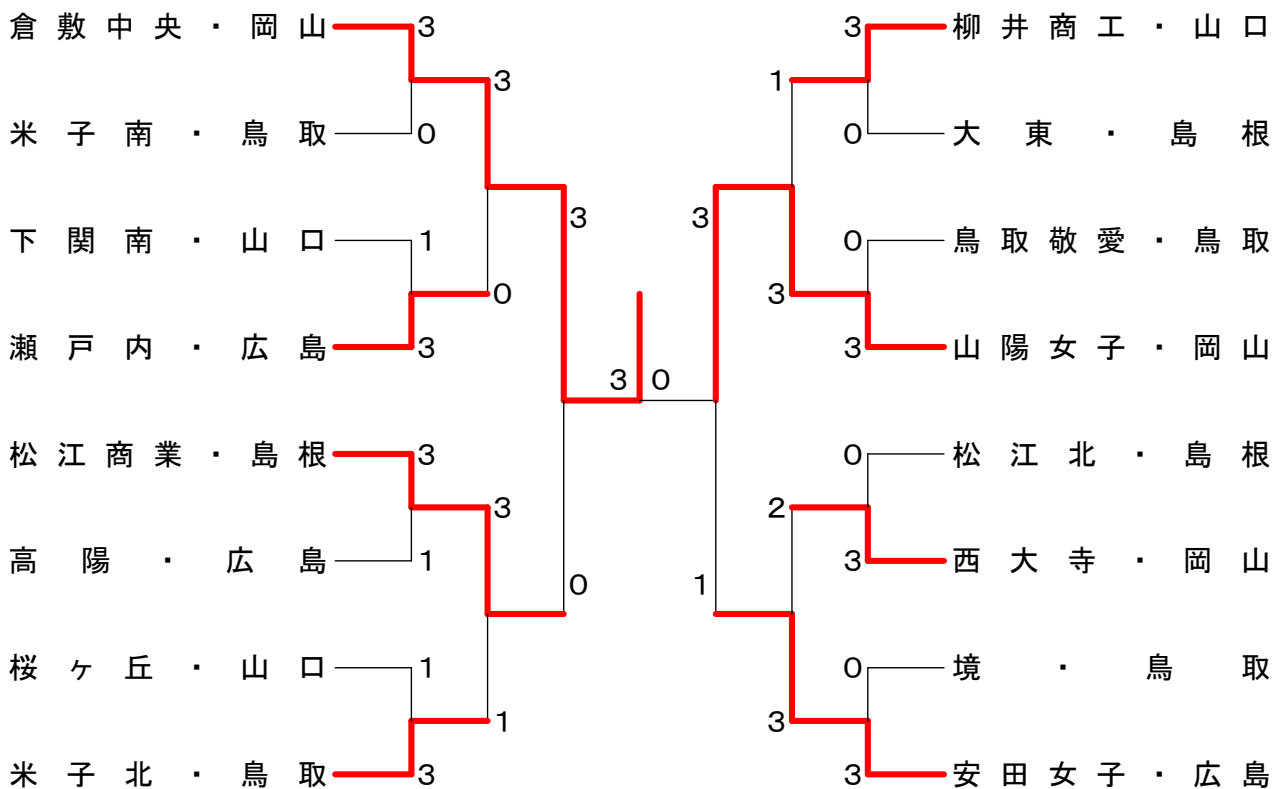 倉敷中央・岡山 3 3 柳井商工・山口
3 1
米子南・鳥取 0 0 大東・島根
3 3
下関南・山口 1 0 鳥取敬愛・鳥取
0 3
瀬戸内・広島 3 3 山陽女子・岡山
3 0
松江商業・島根 3 0 松江北・島根
3 2
高陽・広島 1 3 西大寺・岡山
0 1
桜ヶ丘・山口 1 0 境・鳥取
1 3
米子北・鳥取 3 3 安田女子・広島